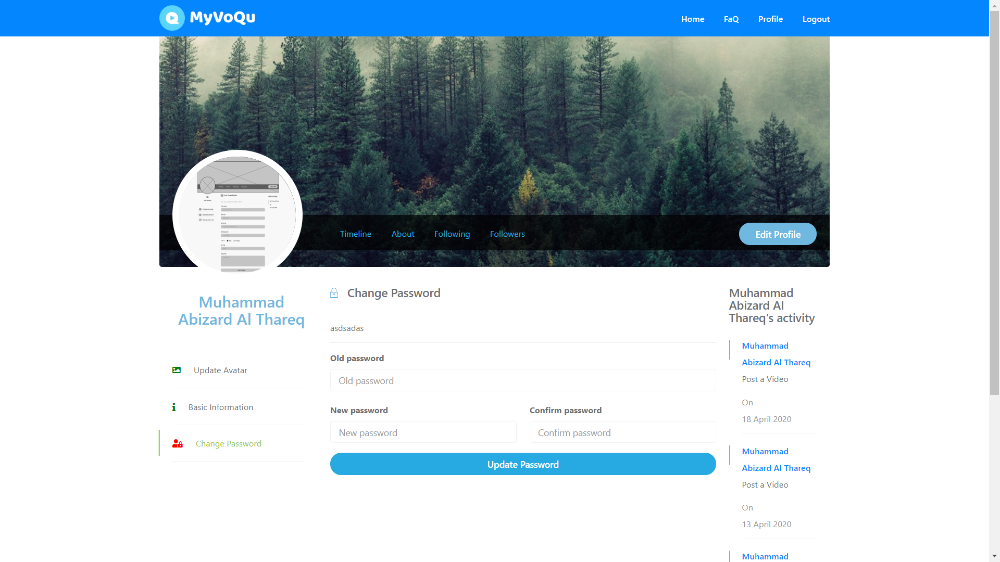 MyVoQu
Home FaQ Profile Logout
Timeline About Following Followers
Edit Profile
Muhammad
Abizard Al Thareq
Update Avatar
Basic Information
Change Password
Change Password
asdsadas
Old password
Old password
New password Confirm password
New password Confirm password
Update Password
Muhammad
Abizard Al
Thareq's activity
Muhammad
Abizard Al Thareq
Post a Video
On
18 April 2020
Muhammad
Abizard Al Thareq
Post a Video
On
13 April 2020
Muhammad